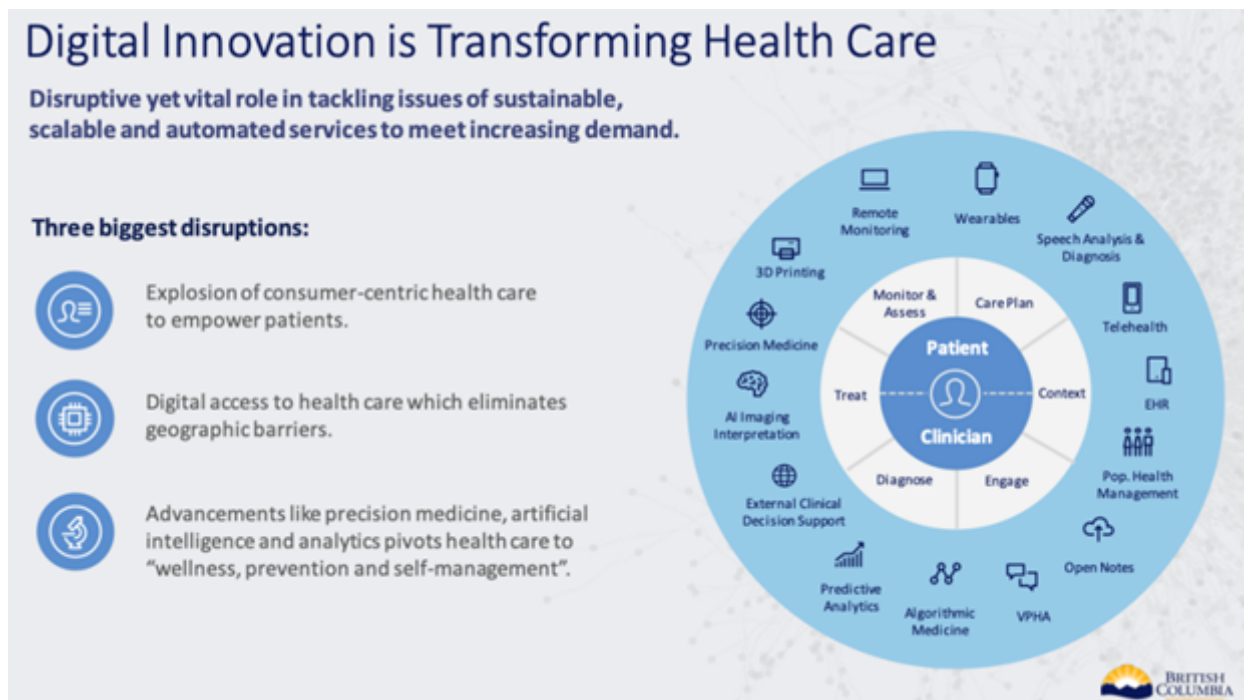 Digital Innovation is Transforming Health Care
Disruptive yet vital role in tackling issues of sustainable,
scalable and automated services to meet increasing demand.
Three biggest disruptions:
Explosion of consumer-centric health care
to empower patients.
Digital access to health care which eliminates
geographic barriers.
Advancements like precision medicine, artificial
intelligence and analytics pivots health care to
“wellness, prevention and self-management”.
Remote
Monitoring
Wearables
Speech Analysis &
Diagnosis
Telehealth
EHR
Pop. Health
Management
Open Notes
VPHA
Algorithmic
Medicine
Predictive
Analytics
External Clinical
Decision Support
AI Imaging
Interpretation
Precision Medicine
3D Printing
Monitor &
Assess
Care Plan
Context
Engage
Diagnose
Treat
Patient
Clinician
BRITISH
COLUMBIA